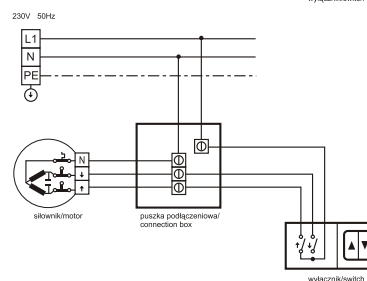 230V 50Hz
L1
N
PE
N
↓
↑
siłownik/motor
puszka podłączeniowa/
connection box
↑ ↓
▲ ▼
wyłącznik/switch